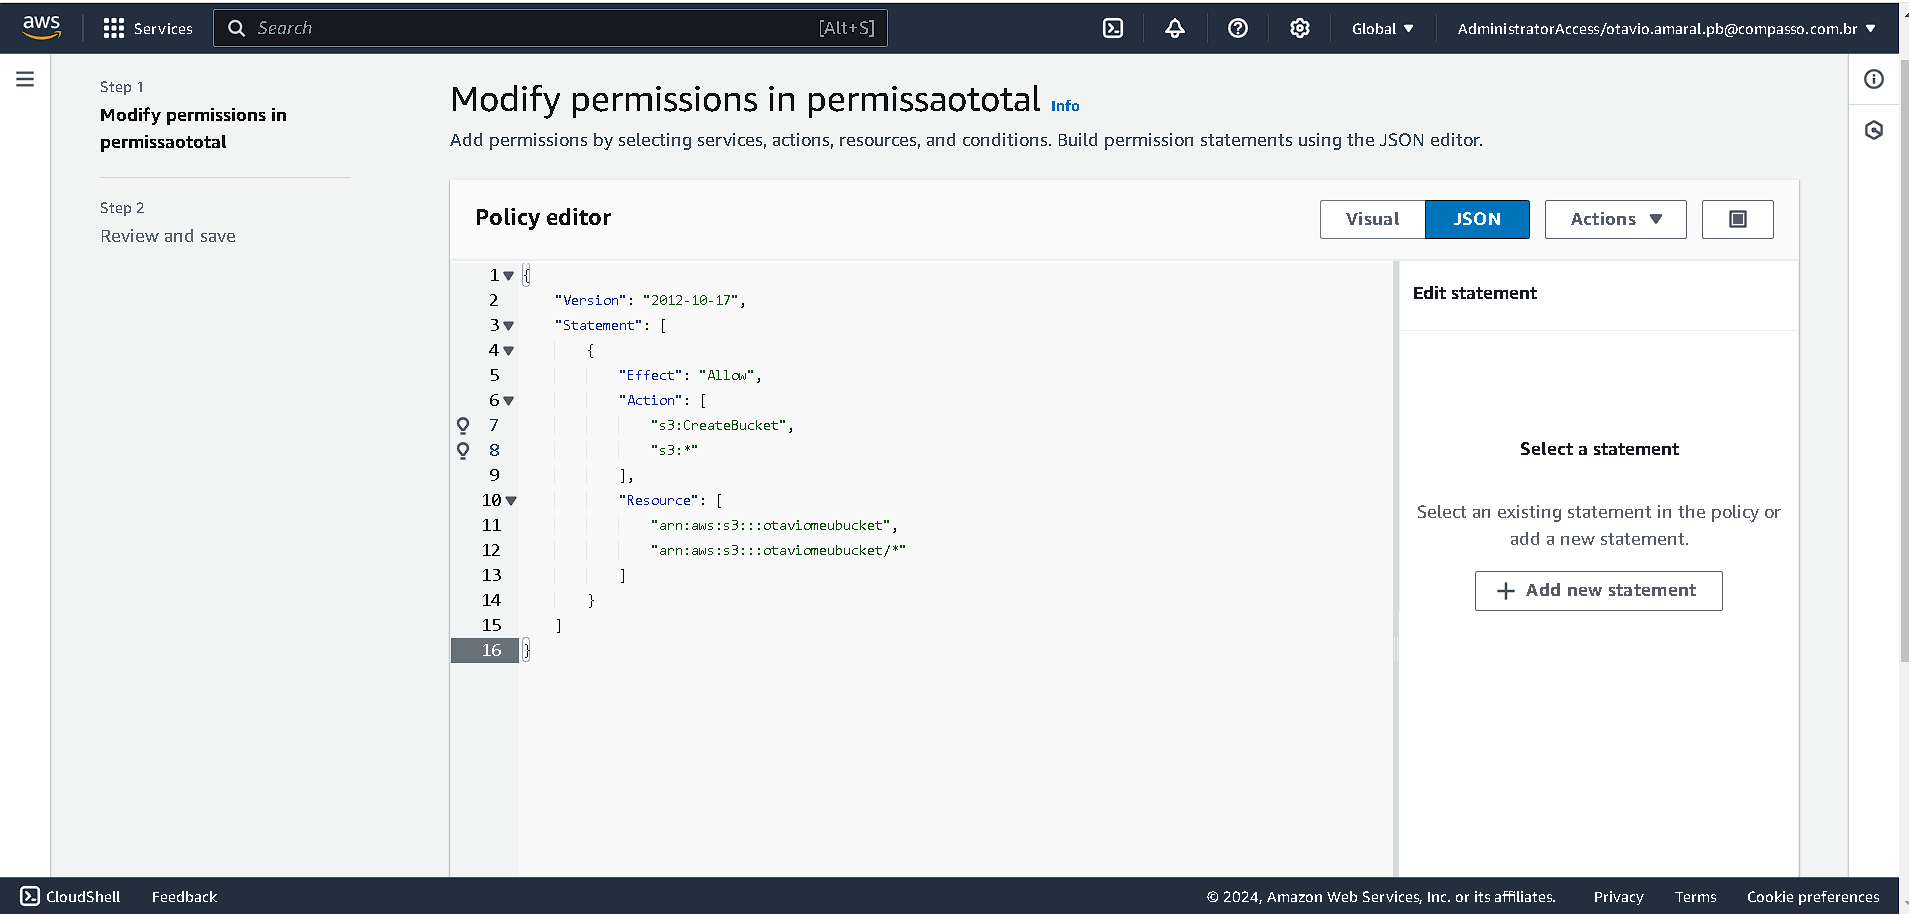 aws
Services
Search
[Alt+S]
Global
AdministratorAccess/otavio.amaral.pb@compasso.com.br
Step 1
Modify permissions in
permissaototal
Step 2
Review and save
Modify permissions in permissaototal Info
Add permissions by selecting services, actions, resources, and conditions. Build permission statements using the JSON editor.
Policy editor
Visual
JSON
Actions
1 {
2 "Version": "2012-10-17",
3 "Statement": [
4 {
5 "Effect": "Allow",
6 "Action": [
7 "s3:CreateBucket",
8 "s3:*"
9 ],
10 "Resource": [
11 "arn:aws:s3:::otaviomeubucket",
12 "arn:aws:s3:::otaviomeubucket/*"
13 ]
14 }
15 ]
16 }
Edit statement
Select a statement
Select an existing statement in the policy or
add a new statement.
+ Add new statement
CloudShell
Feedback
© 2024, Amazon Web Services, Inc. or its affiliates.
Privacy
Terms
Cookie preferences